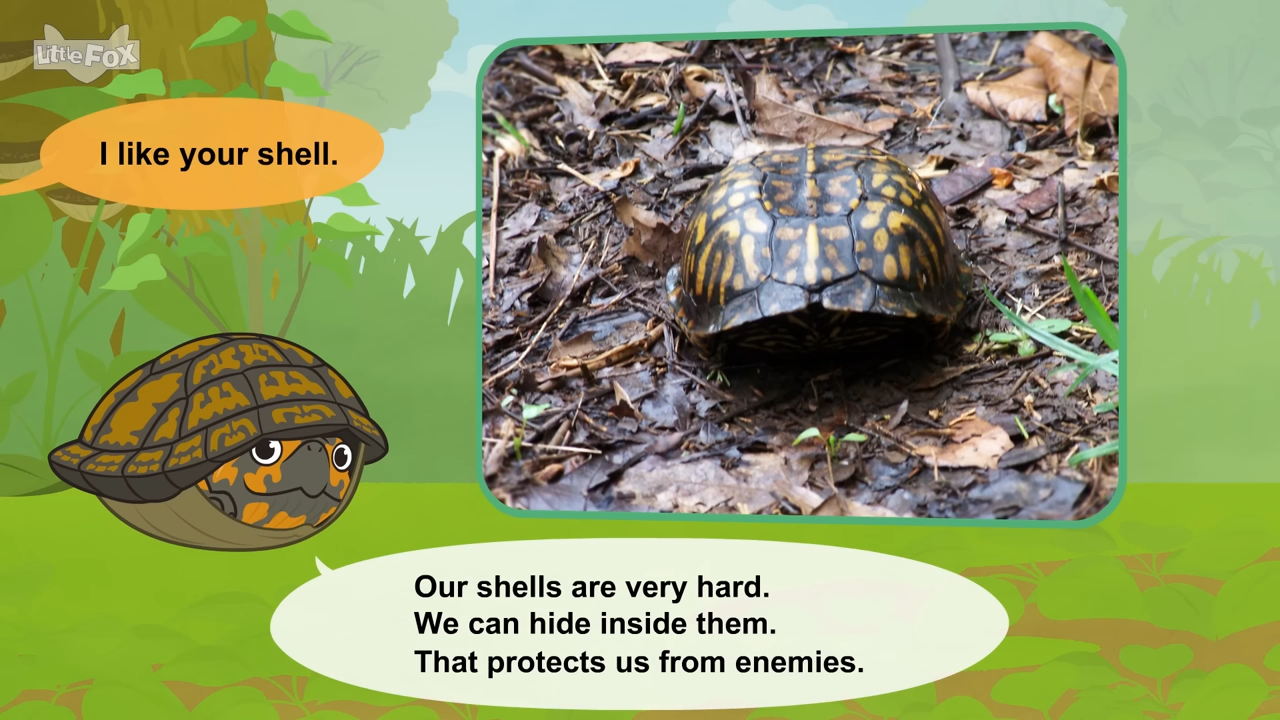 Little Fox
I like your shell.
Our shells are very hard.
We can hide inside them.
That protects us from enemies.